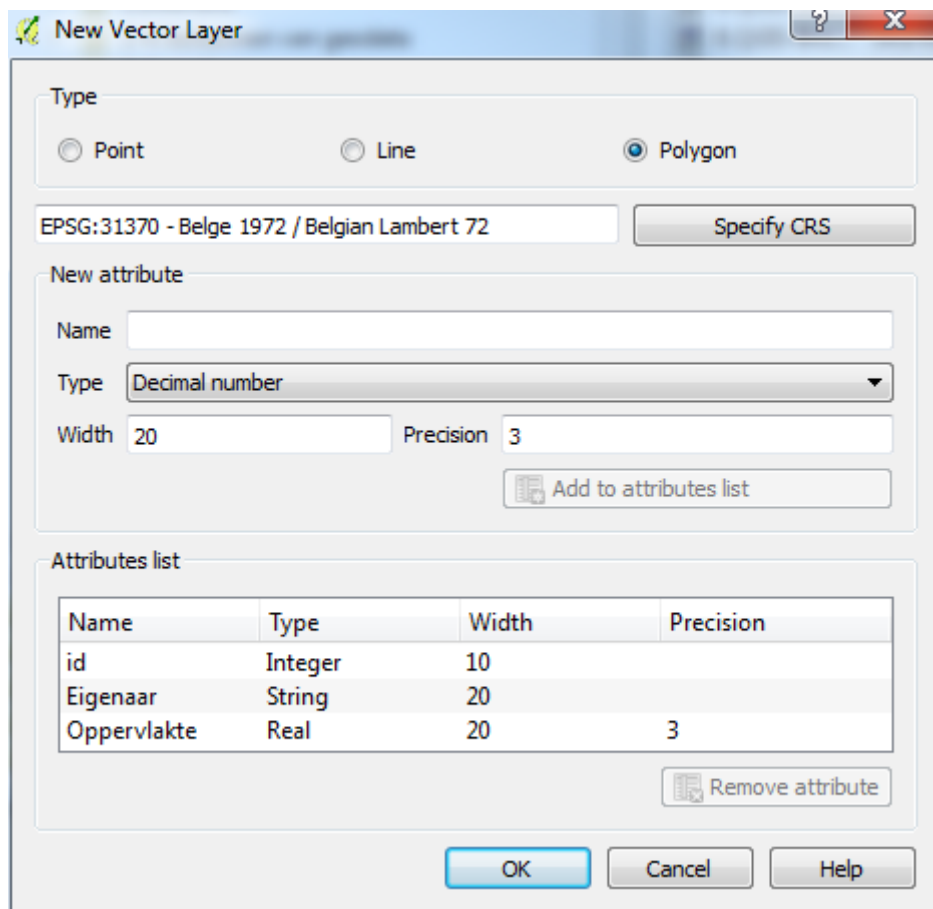 New Vector Layer
Type
Point Line Polygon
EPSG:31370 - Belge 1972 / Belgian Lambert 72 Specify CRS
New attribute
Name
Type Decimal number
Width 20 Precision 3
Add to attributes list
Attributes list
Name Type Width Precision
id Integer 10
Eigenaar String 20
Oppervlakte Real 20 3
Remove attribute
OK Cancel Help